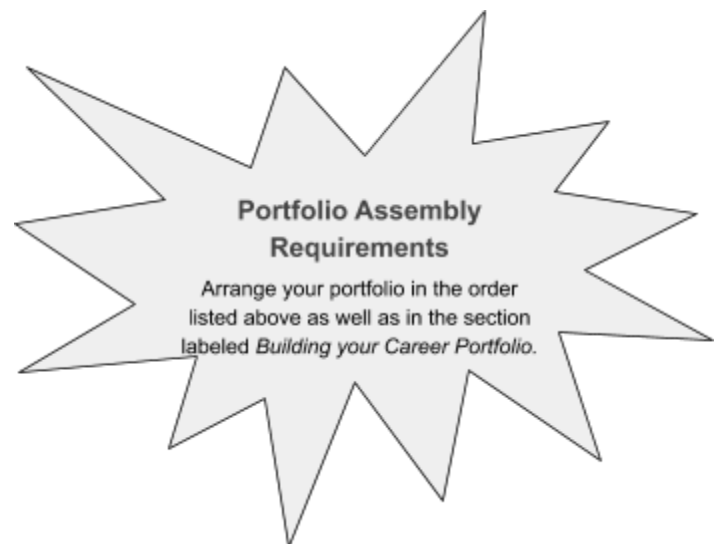 Portfolio Assembly
Requirements
Arrange your portfolio in the order
listed above as well as in the section
labeled Building your Career Portfolio.